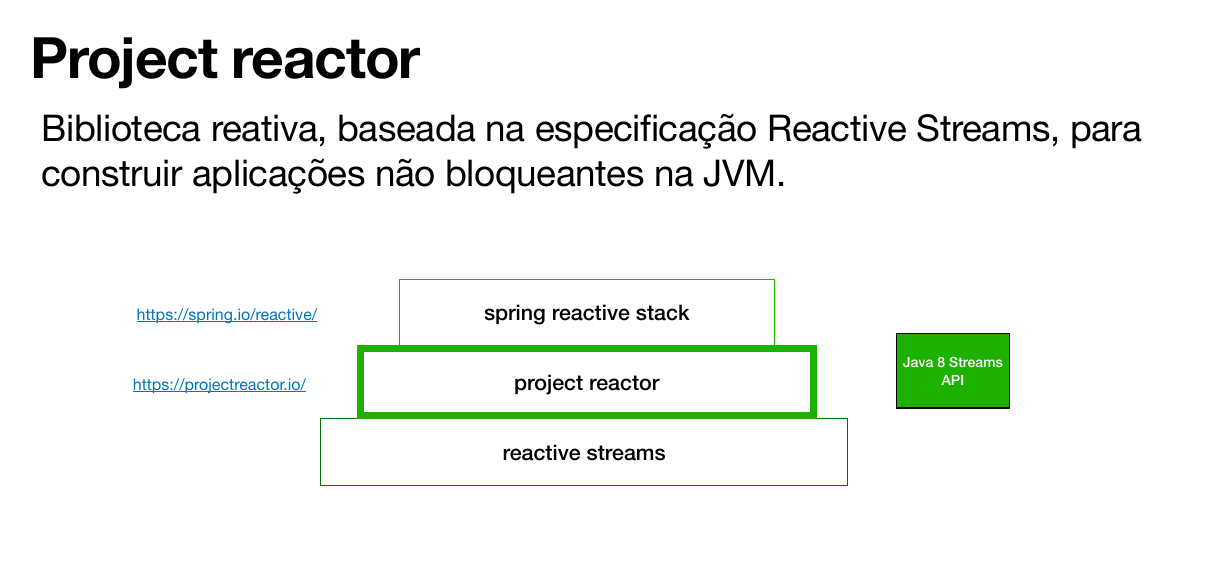 Project reactor
Biblioteca reativa, baseada na especificação Reactive Streams, para
construir aplicações não bloqueantes na JVM.
https://spring.io/reactive/
spring reactive stack
https://projectreactor.io/
project reactor
Java 8 Streams
API
reactive streams